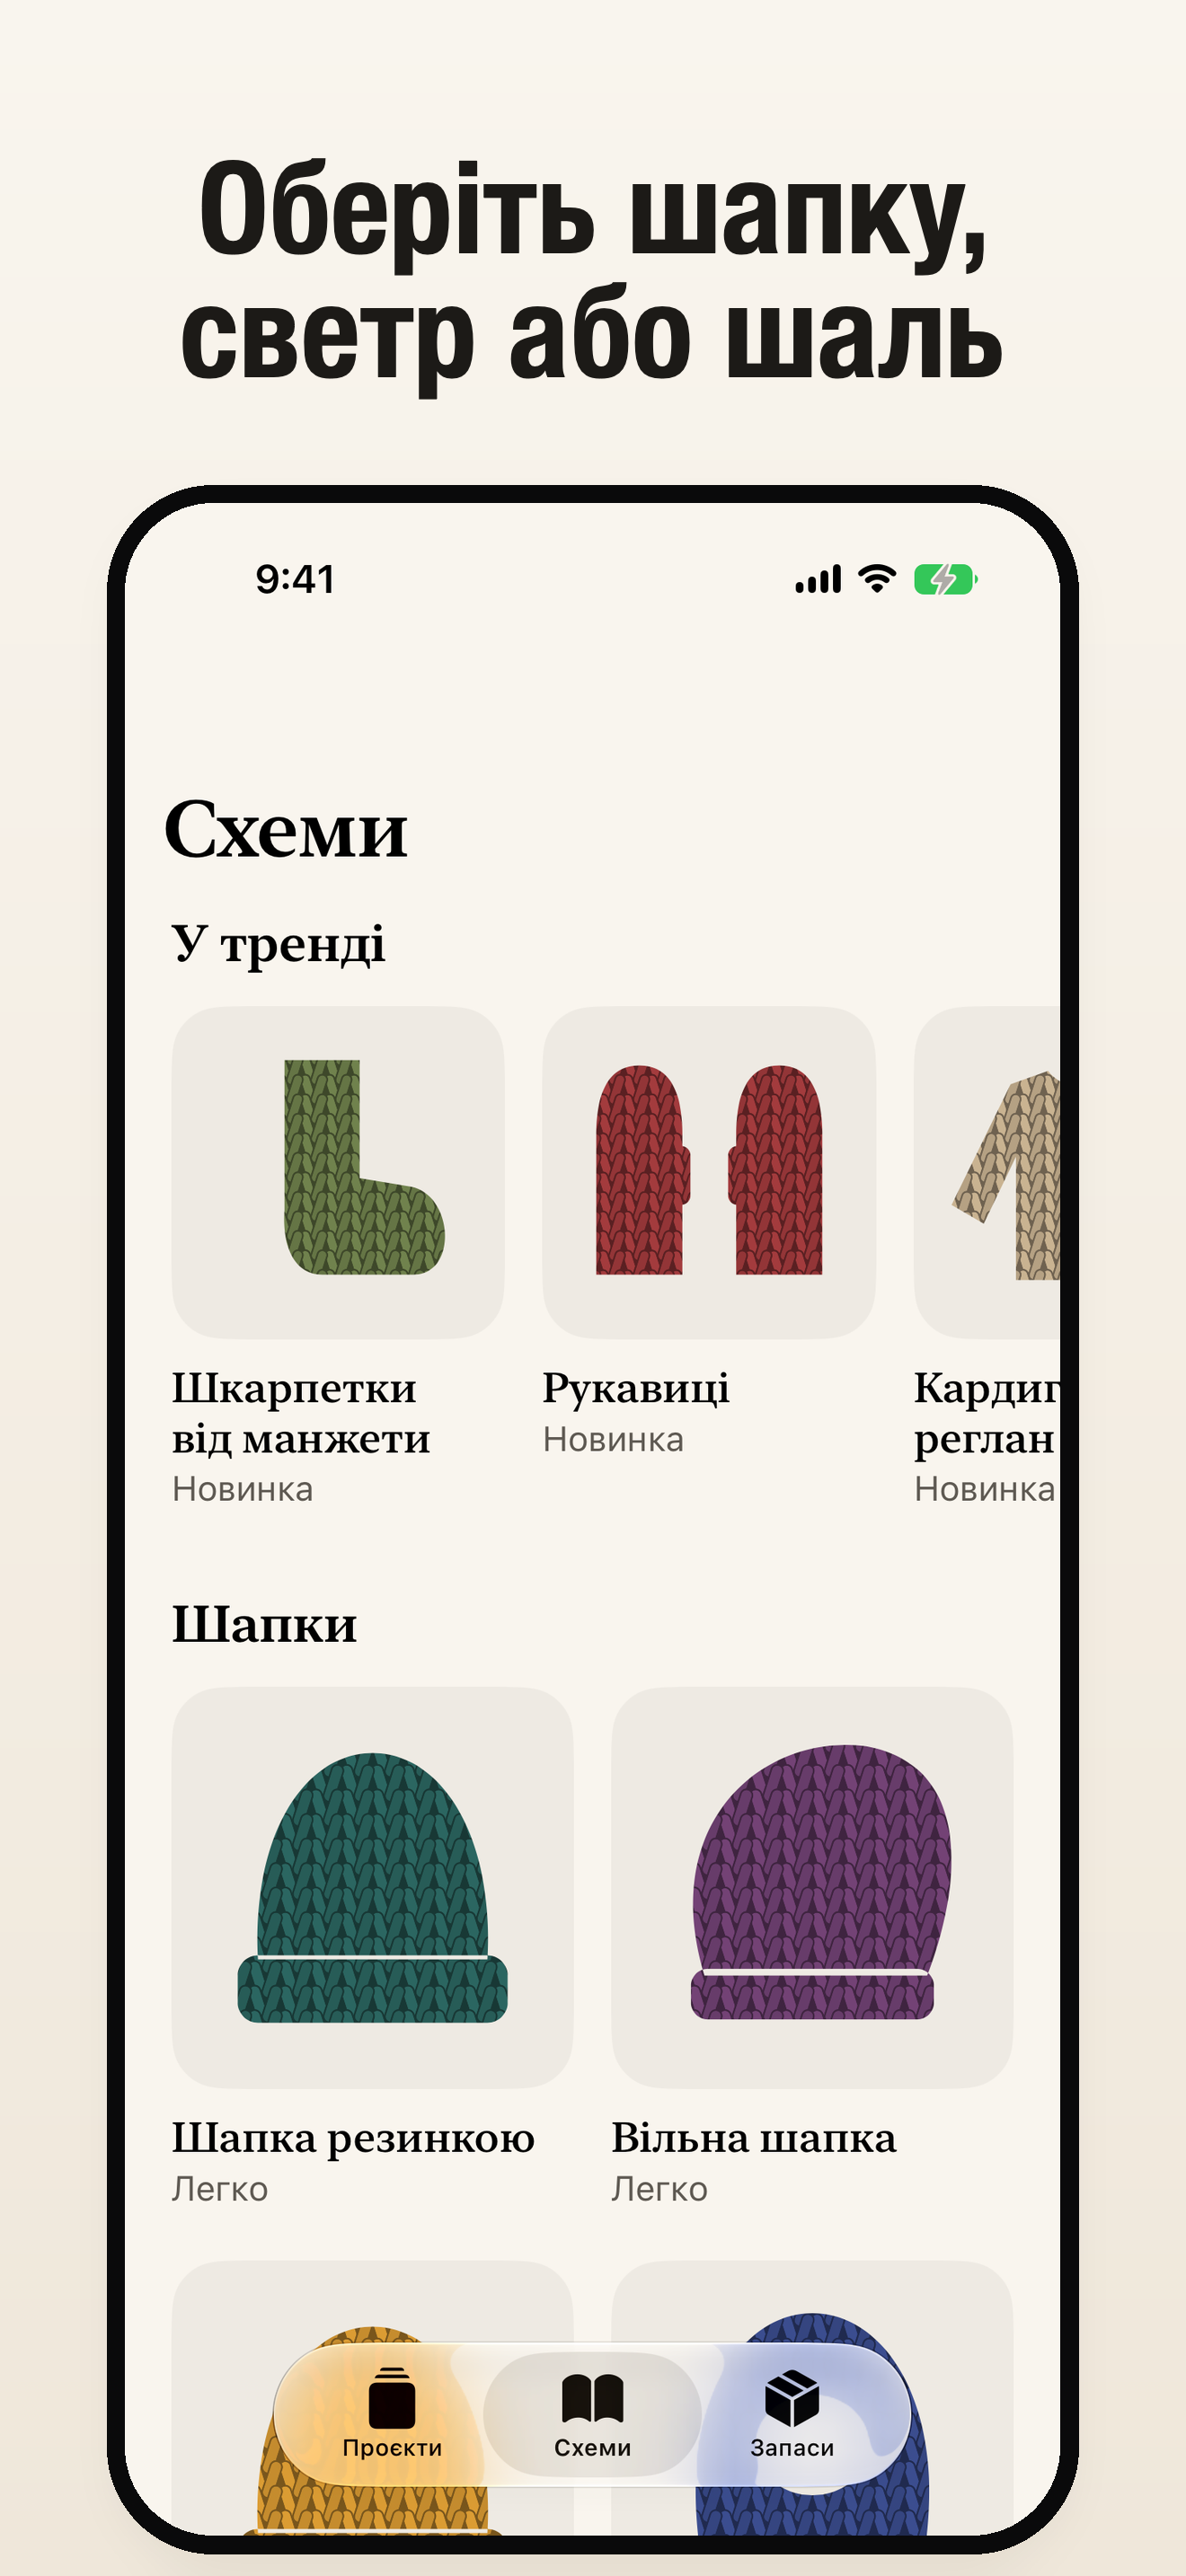 Оберіть шапку,
светр або шаль
9:41
Схеми
У тренді
Шкарпетки
від манжети
Новинка
Рукавиці
Новинка
реглан
Новинка
Шапки
Шапка резинкою
Легко
Вільна шапка
Легко
Проєкти
Схеми
Запаси